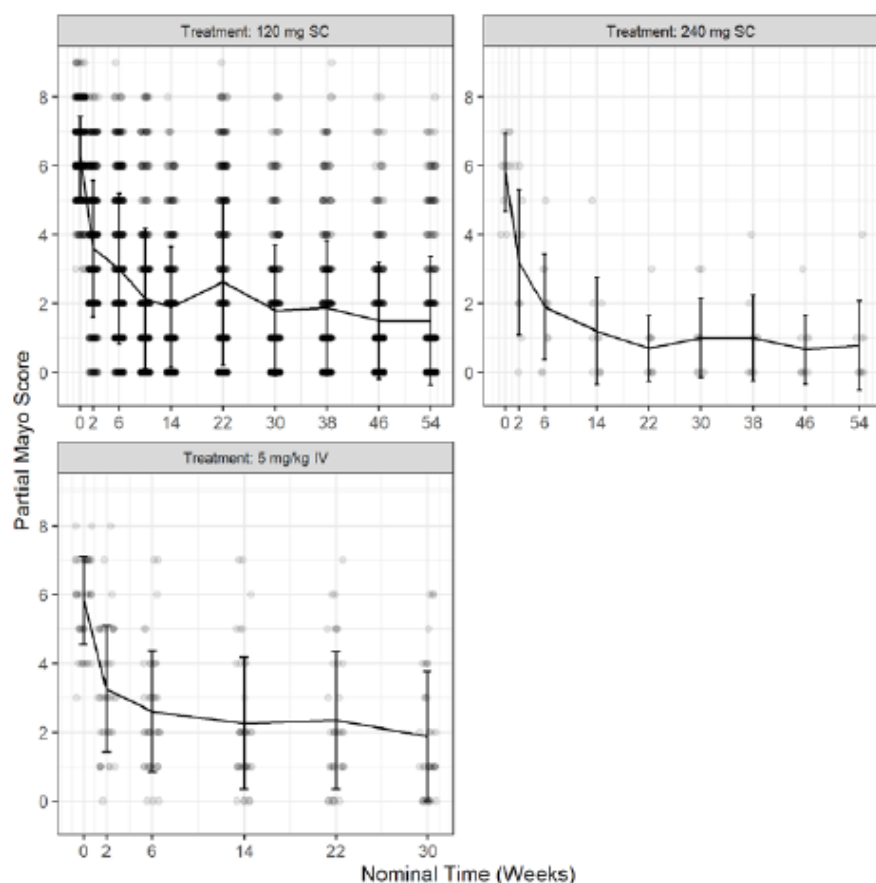 Treatment: 120 mg SC
Treatment: 240 mg SC
8
6
4
2
0
0 2 6 10 14 22 30 38 46 54
8
6
4
2
0
0 2 6 14 22 30 38 46 54
Treatment: 5 mg/kg IV
8
6
4
2
0
0 2 6 14 22 30
Partial Mayo Score
Nominal Time (Weeks)